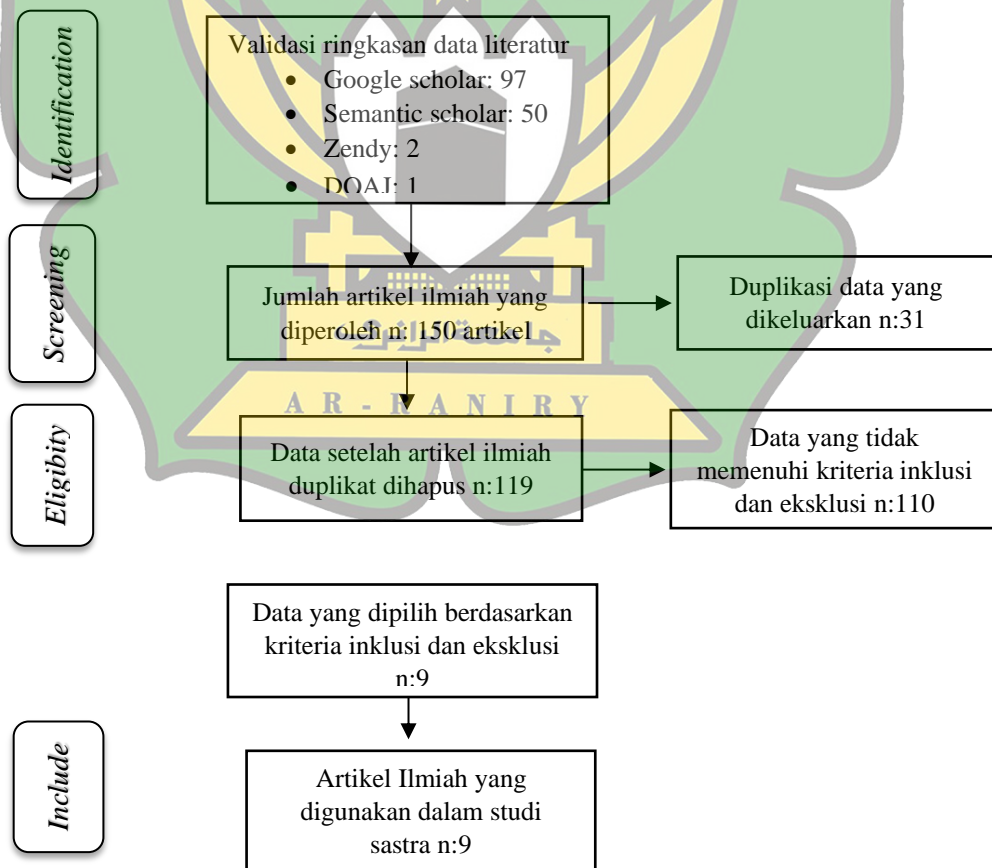 Identification
Validasi ringkasan data literatur
• Google scholar: 97
• Semantic scholar: 50
• Zendy: 2
• DOAJ: 1
Screening
Jumlah artikel ilmiah yang
diperoleh n: 150 artikel
Duplikasi data yang
dikeluarkan n:31
جامعة الرانيري
AR-RANIRY
Eligibity
Data setelah artikel ilmiah
duplikat dihapus n:119
Data yang tidak
memenuhi kriteria inklusi
dan eksklusi n:110
Data yang dipilih berdasarkan
kriteria inklusi dan eksklusi
n:9
Include
Artikel Ilmiah yang
digunakan dalam studi
sastra n:9